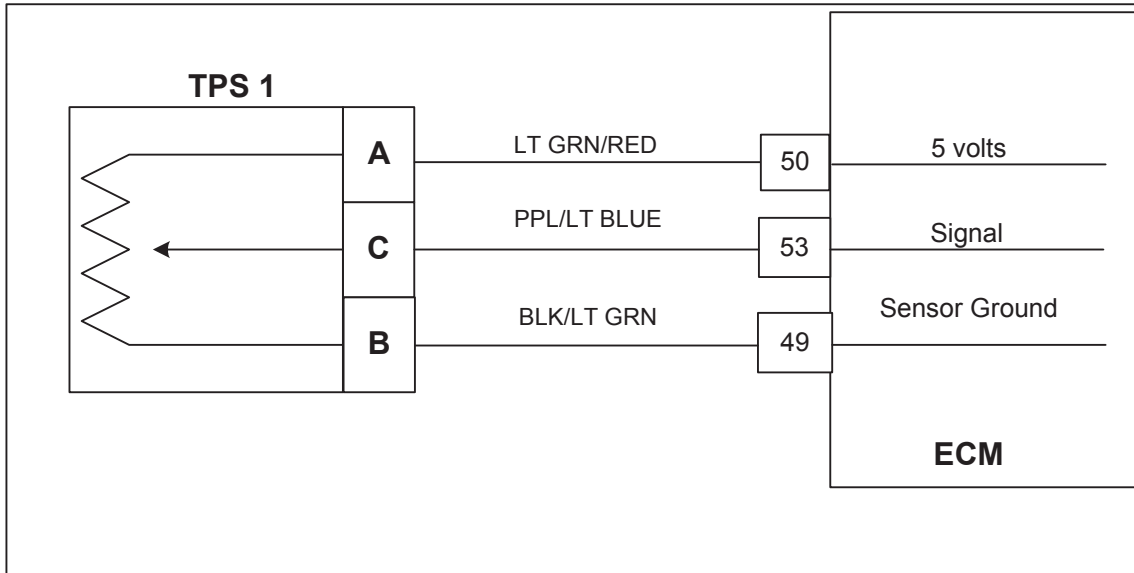 TPS 1
A
LT GRN/RED
50
5 volts
C
PPL/LT BLUE
53
Signal
B
BLK/LT GRN
49
Sensor Ground
ECM